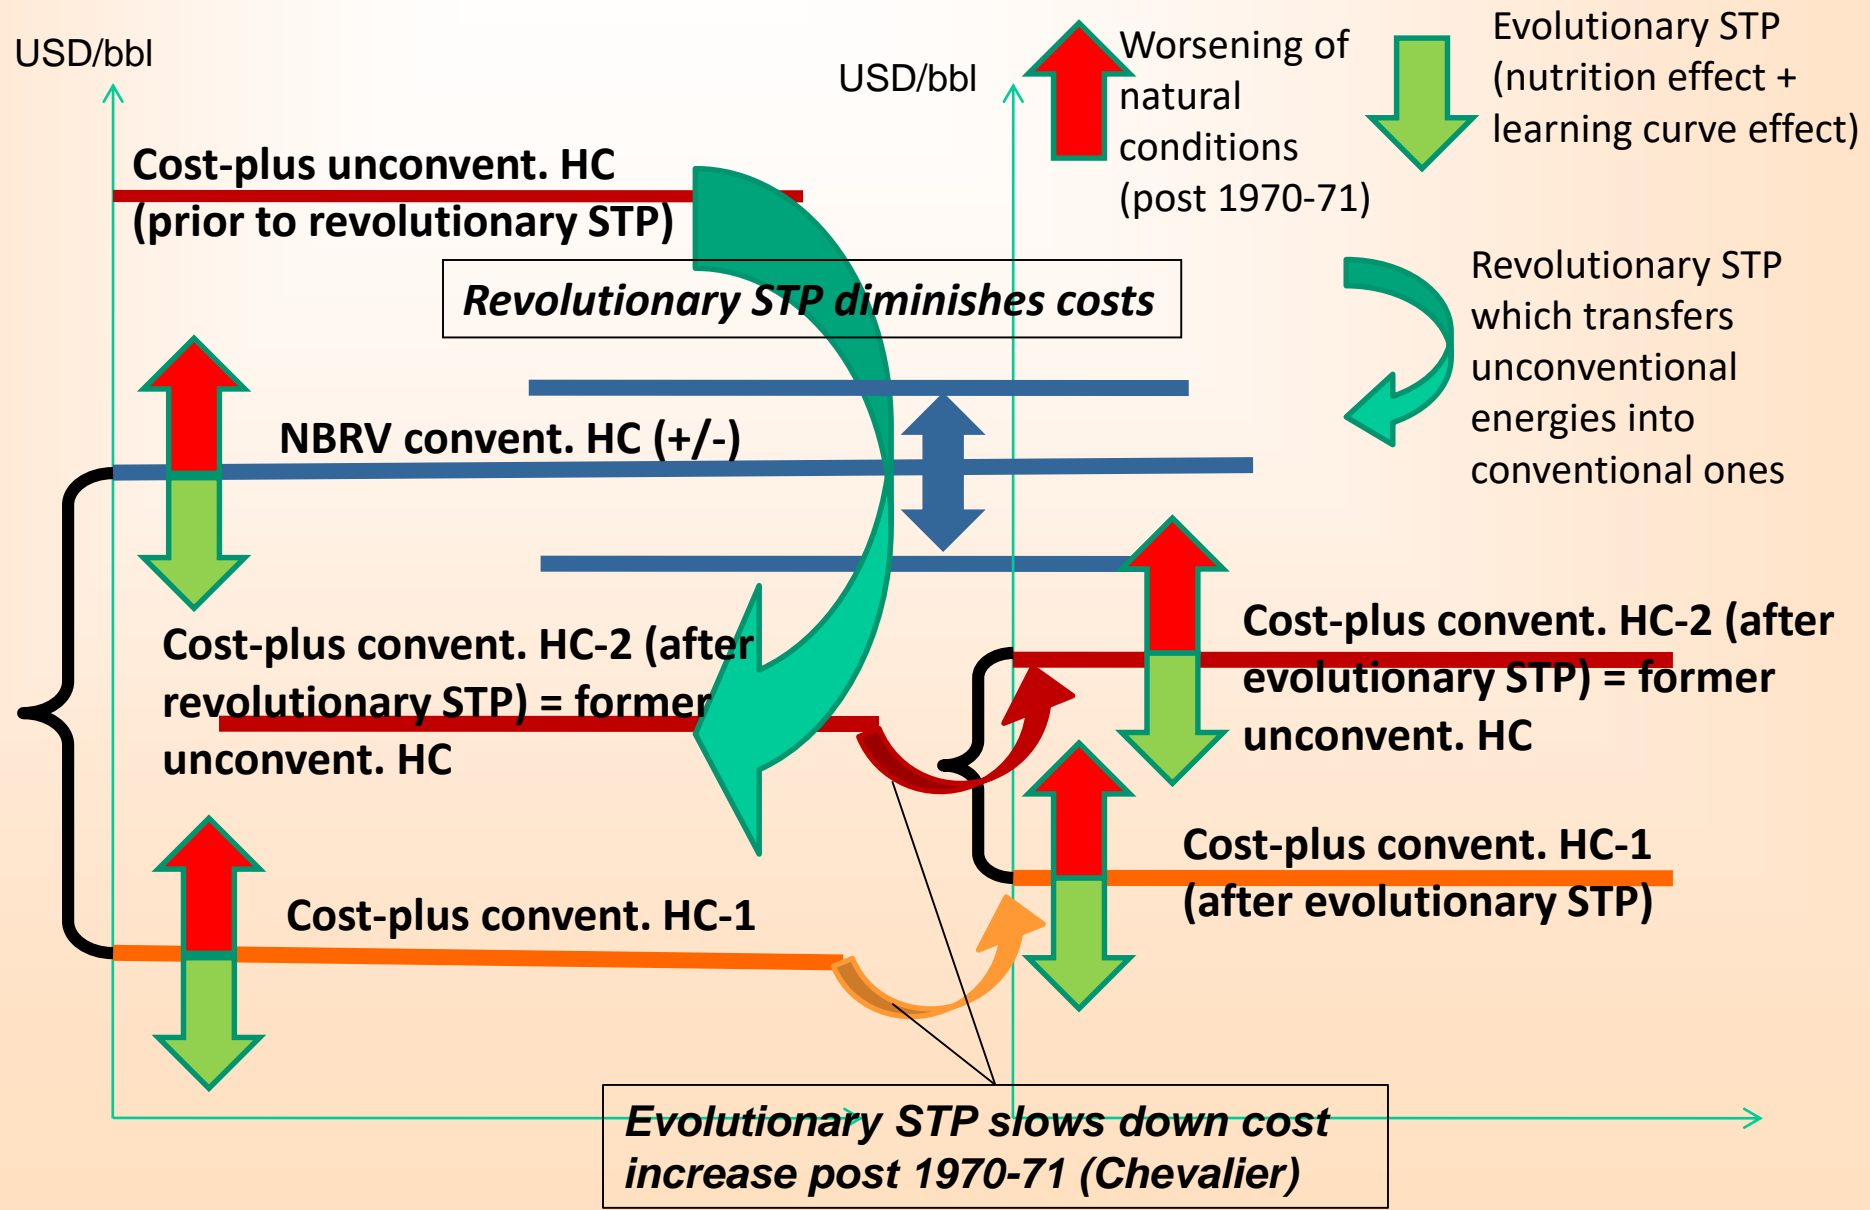 USD/bbl
Cost-plus unconvent. HC
(prior to revolutionary STP)
Revolutionary STP diminishes costs
NBRV convent. HC (+/-)
Cost-plus convent. HC-2 (after
revolutionary STP) = former
unconvent. HC
Cost-plus convent. HC-1
USD/bbl
Worsening of
natural
conditions
(post 1970-71)
Evolutionary STP
(nutrition effect +
learning curve effect)
Revolutionary STP
which transfers
unconventional
energies into
conventional ones
Cost-plus convent. HC-2 (after
evolutionary STP) = former
unconvent. HC
Cost-plus convent. HC-1
(after evolutionary STP)
Evolutionary STP slows down cost
increase post 1970-71 (Chevalier)